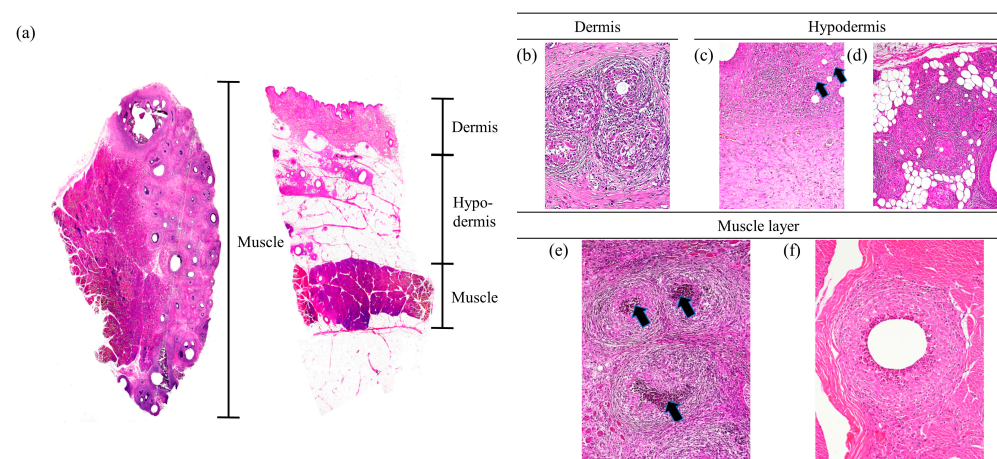 (a)
Muscle
Dermis
Hypo-
dermis
Muscle
Dermis
Hypodermis
(b)
(c)
(d)
Muscle layer
(e)
(f)